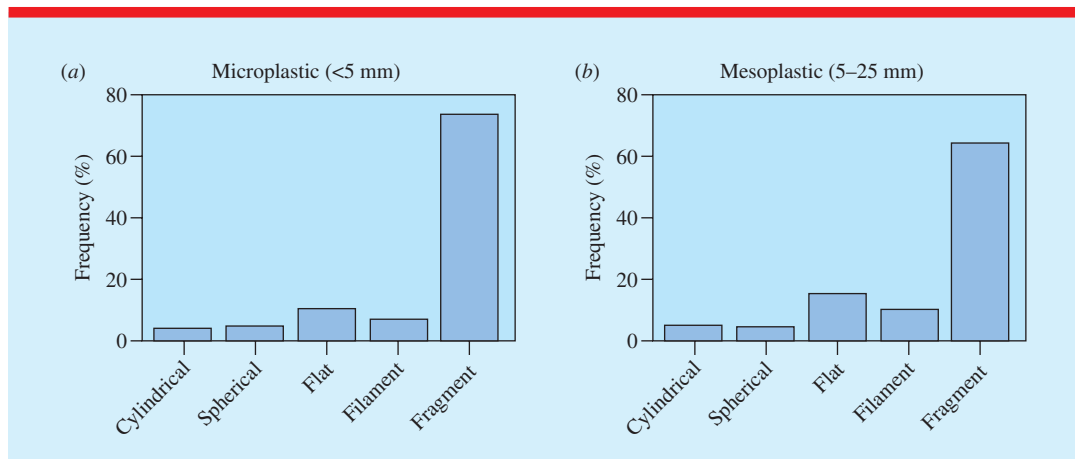 (a) Microplastic (<5 mm)
80
60
40
20
0
Frequency (%)
Cylindrical
Spherical
Flat
Filament
Fragment
(b) Mesoplastic (5–25 mm)
80
60
40
20
0
Frequency (%)
Cylindrical
Spherical
Flat
Filament
Fragment